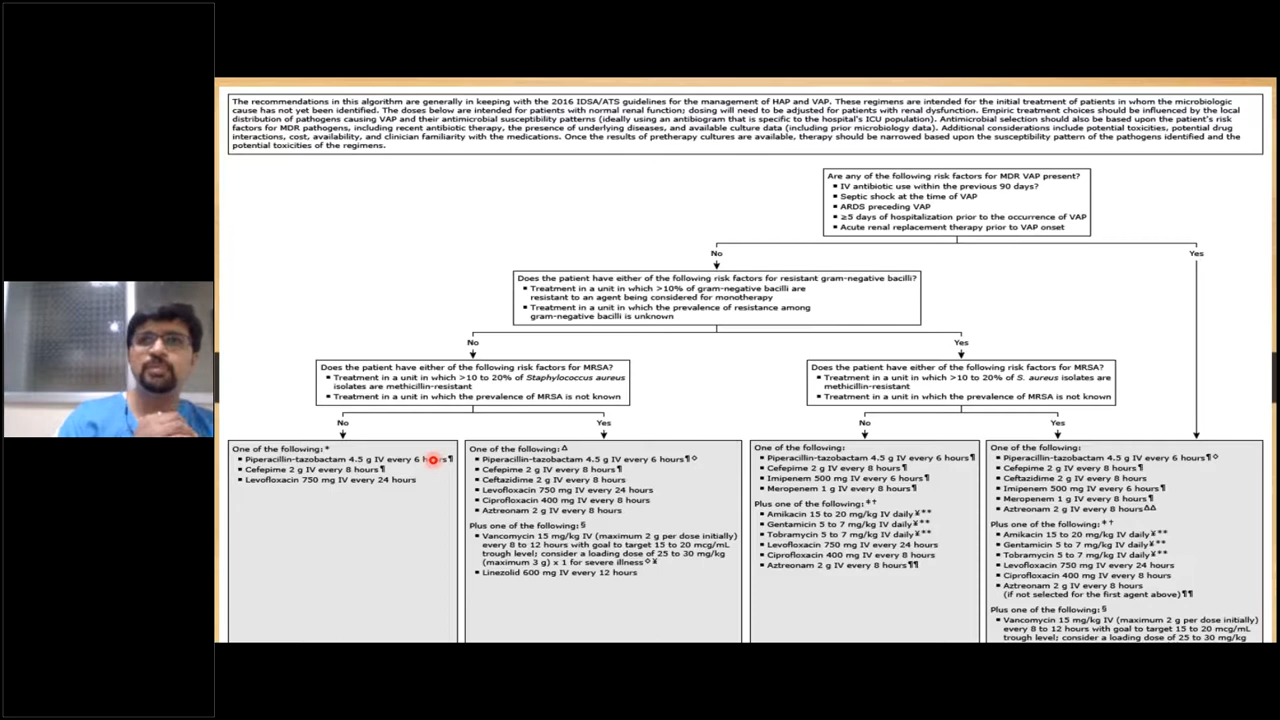 The recommendations in this algorithm are generally in keeping with the 2016 IDSA/ATS guidelines for the management of HAP and VAP. These regimens are intended for the initial treatment of patients in whom the microbiologic
cause has not yet been identified. The doses below are intended for patients with normal renal function; dosing will need to be adjusted for patients with renal dysfunction. Empiric treatment choices should be influenced by the local
distribution of pathogens causing VAP and their antimicrobial susceptibility patterns (ideally using an antibiogram that is specific to the hospital's ICU population). Antimicrobial selection should also be based upon the patient's risk
factors for MDR pathogens, including recent antibiotic therapy, the presence of underlying diseases, and available culture data (including prior microbiology data). Additional considerations include potential toxicities, potential drug
interactions, cost, availability, and clinician familiarity with the medications. Once the results of pretherapy cultures are available, therapy should be narrowed based upon the susceptibility pattern of the pathogens identified and the
potential toxicities of the regimens.
Are any of the following risk factors for MDR VAP present?
▪ IV antibiotic use within the previous 90 days?
▪ Septic shock at the time of VAP
▪ ARDS preceding VAP
▪ ≥5 days of hospitalization prior to the occurrence of VAP
▪ Acute renal replacement therapy prior to VAP onset
No
Yes
Does the patient have either of the following risk factors for resistant gram-negative bacilli?
▪ Treatment in a unit in which >10% of gram-negative bacilli are
resistant to an agent being considered for monotherapy
▪ Treatment in a unit in which the prevalence of resistance among
gram-negative bacilli is unknown
No
Yes
Does the patient have either of the following risk factors for MRSA?
▪ Treatment in a unit in which >10 to 20% of Staphylococcus aureus
isolates are methicillin-resistant
▪ Treatment in a unit in which the prevalence of MRSA is not known
Does the patient have either of the following risk factors for MRSA?
▪ Treatment in a unit in which >10 to 20% of S. aureus isolates are
methicillin-resistant
▪ Treatment in a unit in which the prevalence of MRSA is not known
No
Yes
No
Yes
One of the following:*
▪ Piperacillin-tazobactam 4.5 g IV every 6 hours¶
▪ Cefepime 2 g IV every 8 hours¶
▪ Levofloxacin 750 mg IV every 24 hours
One of the following:Δ
▪ Piperacillin-tazobactam 4.5 g IV every 6 hours¶◇
▪ Cefepime 2 g IV every 8 hours¶
▪ Ceftazidime 2 g IV every 8 hours
▪ Levofloxacin 750 mg IV every 24 hours
▪ Ciprofloxacin 400 mg IV every 8 hours
▪ Aztreonam 2 g IV every 8 hours
Plus one of the following:§
▪ Vancomycin 15 mg/kg IV (maximum 2 g per dose initially)
every 8 to 12 hours with goal to target 15 to 20 mcg/mL
trough level; consider a loading dose of 25 to 30 mg/kg
(maximum 3 g) x 1 for severe illness◇¥
▪ Linezolid 600 mg IV every 12 hours
One of the following:
▪ Piperacillin-tazobactam 4.5 g IV every 6 hours¶
▪ Cefepime 2 g IV every 8 hours¶
▪ Imipenem 500 mg IV every 6 hours¶
▪ Meropenem 1 g IV every 8 hours¶
Plus one of the following:*†
▪ Amikacin 15 to 20 mg/kg IV daily¥**
▪ Gentamicin 5 to 7 mg/kg IV daily¥**
▪ Tobramycin 5 to 7 mg/kg IV daily¥**
▪ Levofloxacin 750 mg IV every 24 hours
▪ Ciprofloxacin 400 mg IV every 8 hours
▪ Aztreonam 2 g IV every 8 hours¶¶
One of the following:
▪ Piperacillin-tazobactam 4.5 g IV every 6 hours¶◇
▪ Cefepime 2 g IV every 8 hours¶
▪ Ceftazidime 2 g IV every 8 hours
▪ Imipenem 500 mg IV every 6 hours¶
▪ Meropenem 1 g IV every 8 hours¶
▪ Aztreonam 2 g IV every 8 hoursΔΔ
Plus one of the following:*†
▪ Amikacin 15 to 20 mg/kg IV daily¥**
▪ Gentamicin 5 to 7 mg/kg IV daily¥**
▪ Tobramycin 5 to 7 mg/kg IV daily¥**
▪ Levofloxacin 750 mg IV every 24 hours
▪ Ciprofloxacin 400 mg IV every 8 hours
▪ Aztreonam 2 g IV every 8 hours
(if not selected for the first agent above)¶¶
Plus one of the following:§
▪ Vancomycin 15 mg/kg IV (maximum 2 g per dose initially)
every 8 to 12 hours with goal to target 15 to 20 mcg/mL
trough level; consider a loading dose of 25 to 30 mg/kg